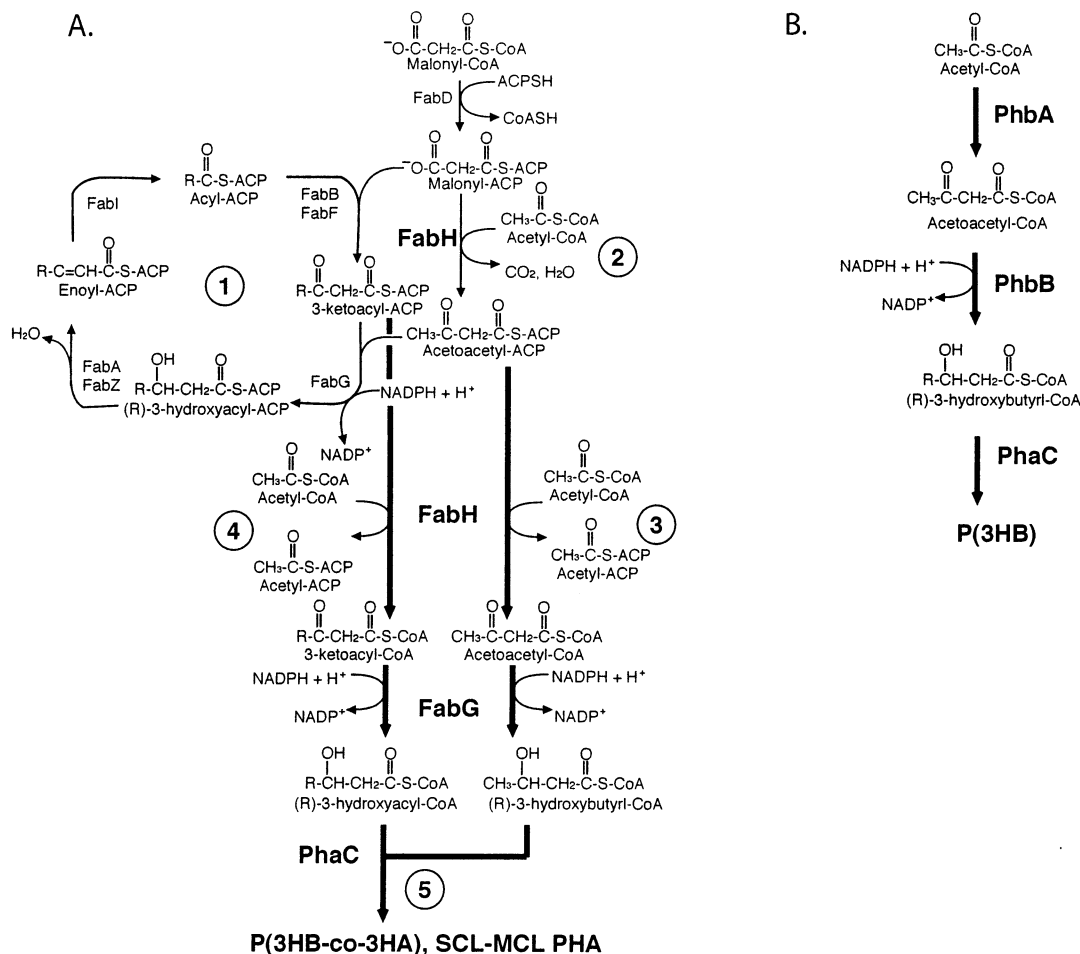 A.
O O
⁻O-C-CH₂-C-S-CoA
Malonyl-CoA
ACPSH
FabD
CoASH
O O
⁻O-C-CH₂-C-S-ACP
Malonyl-ACP
O
R-C-S-ACP
Acyl-ACP
FabI
FabB
FabF
O
CH₃-C-S-CoA
Acetyl-CoA
FabH
2
CO₂, H₂O
O
R-C=CH-C-S-ACP
Enoyl-ACP
1
O O
R-C-CH₂-C-S-ACP
3-ketoacyl-ACP
O O
CH₃-C-CH₂-C-S-ACP
Acetoacetyl-ACP
H₂O
FabA
FabZ
OH O
R-CH-CH₂-C-S-ACP
(R)-3-hydroxyacyl-ACP
FabG
NADPH + H⁺
NADP⁺
O
CH₃-C-S-CoA
Acetyl-CoA
O
CH₃-C-S-CoA
Acetyl-CoA
4
FabH
3
O
CH₃-C-S-ACP
Acetyl-ACP
O
CH₃-C-S-ACP
Acetyl-ACP
O O
R-C-CH₂-C-S-CoA
3-ketoacyl-CoA
O O
CH₃-C-CH₂-C-S-CoA
Acetoacetyl-CoA
NADPH + H⁺
NADPH + H⁺
FabG
NADP⁺
NADP⁺
OH O
R-CH-CH₂-C-S-CoA
(R)-3-hydroxyacyl-CoA
OH O
CH₃-CH-CH₂-C-S-CoA
(R)-3-hydroxybutyrl-CoA
PhaC
5
P(3HB-co-3HA), SCL-MCL PHA
B.
O
CH₃-C-S-CoA
Acetyl-CoA
PhbA
O O
CH₃-C-CH₂-C-S-CoA
Acetoacetyl-CoA
NADPH + H⁺
PhbB
NADP⁺
OH O
R-CH-CH₂-C-S-CoA
(R)-3-hydroxybutyrl-CoA
PhaC
P(3HB)